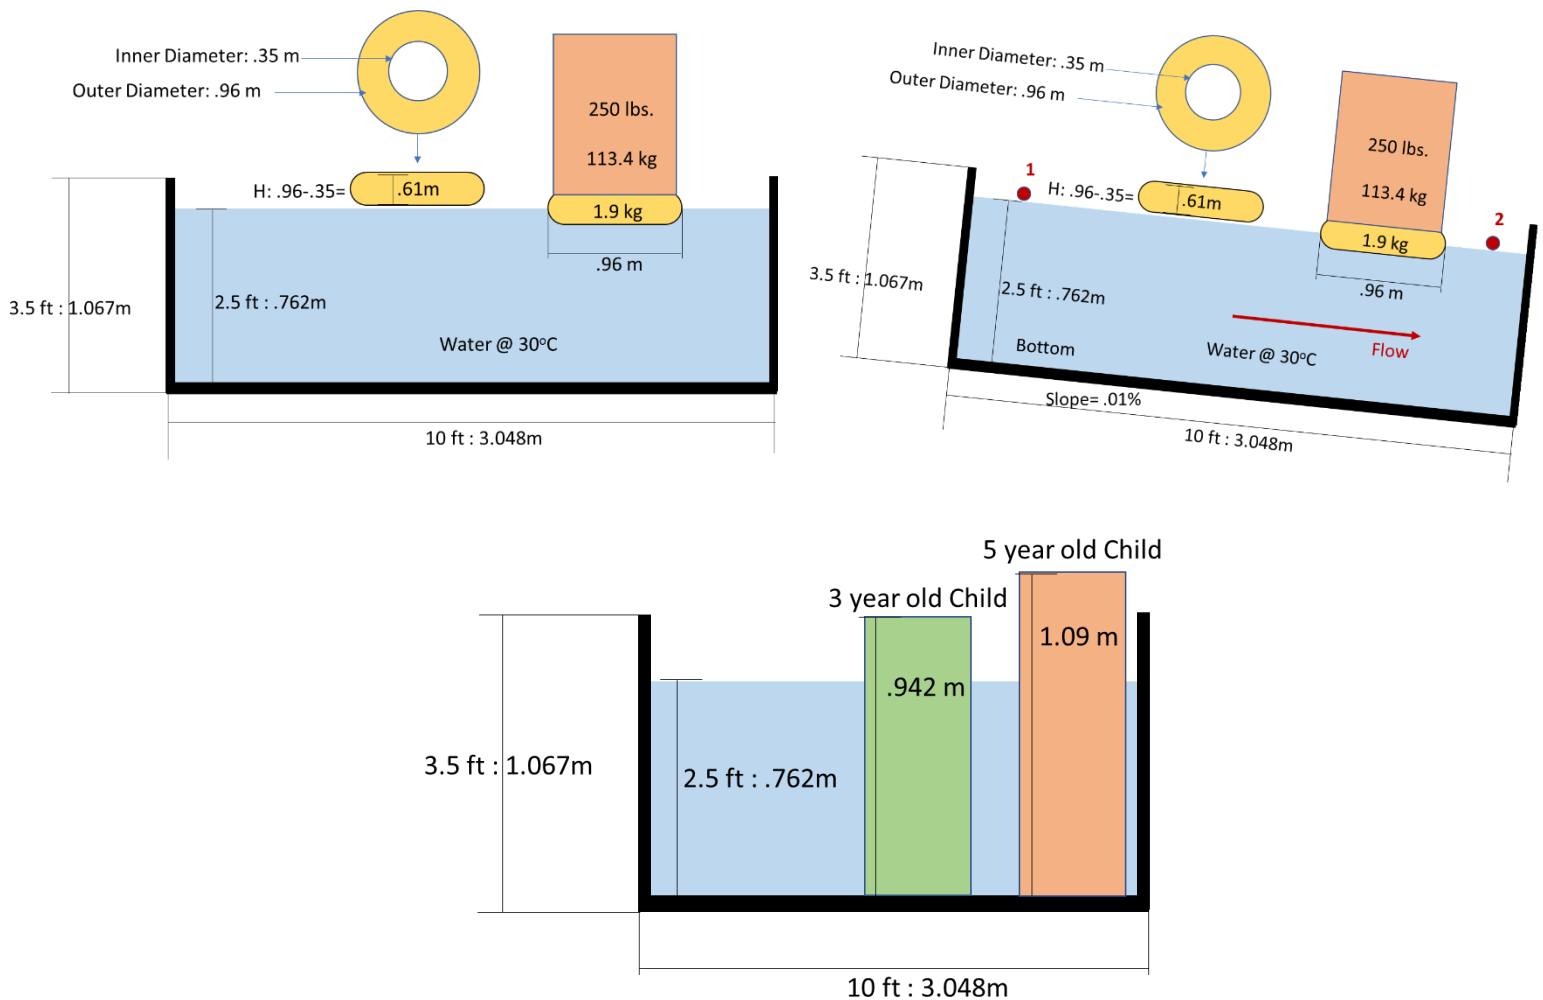 Inner Diameter: .35 m
Outer Diameter: .96 m
250 lbs.
113.4 kg
H: .96-.35=
.61m
1.9 kg
.96 m
3.5 ft : 1.067m
2.5 ft : .762m
Water @ 30°C
10 ft : 3.048m
Inner Diameter: .35 m
Outer Diameter: .96 m
250 lbs.
113.4 kg
1
H: .96-.35=
.61m
2
1.9 kg
.96 m
3.5 ft : 1.067m
2.5 ft : .762m
Bottom
Water @ 30°C
Flow
Slope= .01%
10 ft : 3.048m
5 year old Child
3 year old Child
1.09 m
.942 m
3.5 ft : 1.067m
2.5 ft : .762m
10 ft : 3.048m